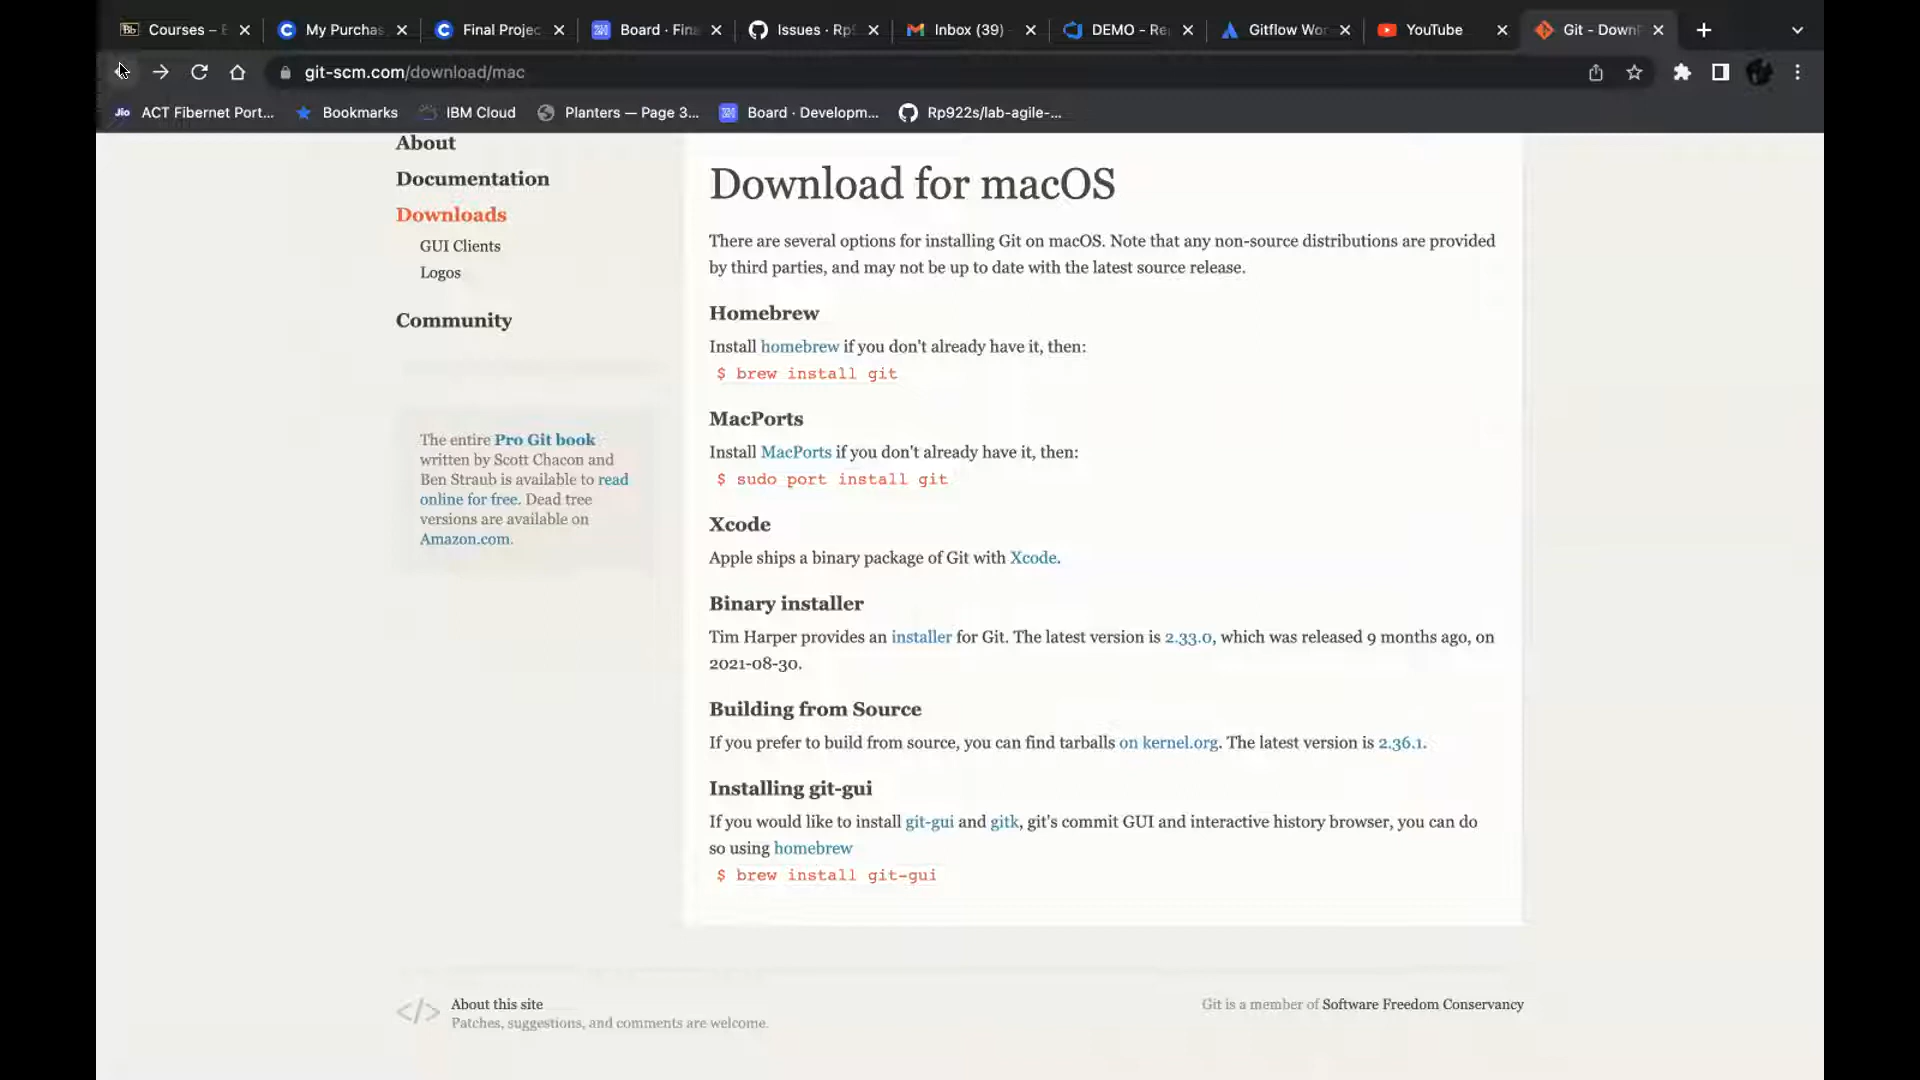 Courses –
My Purchas
Final Projec
Board · Fina
Issues · Rp9
Inbox (39)
DEMO – Re
Gitflow Wor
YouTube
Git - Down
git-scm.com/download/mac
Jio ACT Fibernet Port...
Bookmarks
IBM Cloud
Planters — Page 3...
Board · Developm...
Rp922s/lab-agile-...
About
Documentation
Downloads
GUI Clients
Logos
Community
The entire Pro Git book
written by Scott Chacon and
Ben Straub is available to read
online for free. Dead tree
versions are available on
Amazon.com.
Download for macOS
There are several options for installing Git on macOS. Note that any non-source distributions are provided
by third parties, and may not be up to date with the latest source release.
Homebrew
Install homebrew if you don't already have it, then:
$ brew install git
MacPorts
Install MacPorts if you don't already have it, then:
$ sudo port install git
Xcode
Apple ships a binary package of Git with Xcode.
Binary installer
Tim Harper provides an installer for Git. The latest version is 2.33.0, which was released 9 months ago, on
2021-08-30.
Building from Source
If you prefer to build from source, you can find tarballs on kernel.org. The latest version is 2.36.1.
Installing git-gui
If you would like to install git-gui and gitk, git's commit GUI and interactive history browser, you can do
so using homebrew
$ brew install git-gui
</> About this site
Patches, suggestions, and comments are welcome.
Git is a member of Software Freedom Conservancy